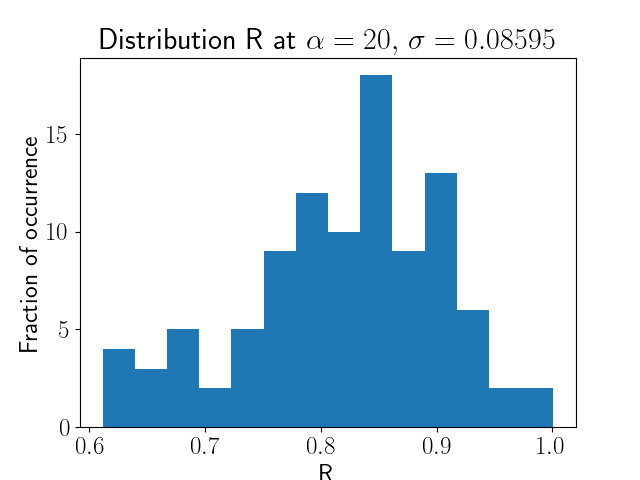 Distribution R at α = 20, σ = 0.08595
Fraction of occurrence
15
10
5
0
0.6 0.7 0.8 0.9 1.0
R